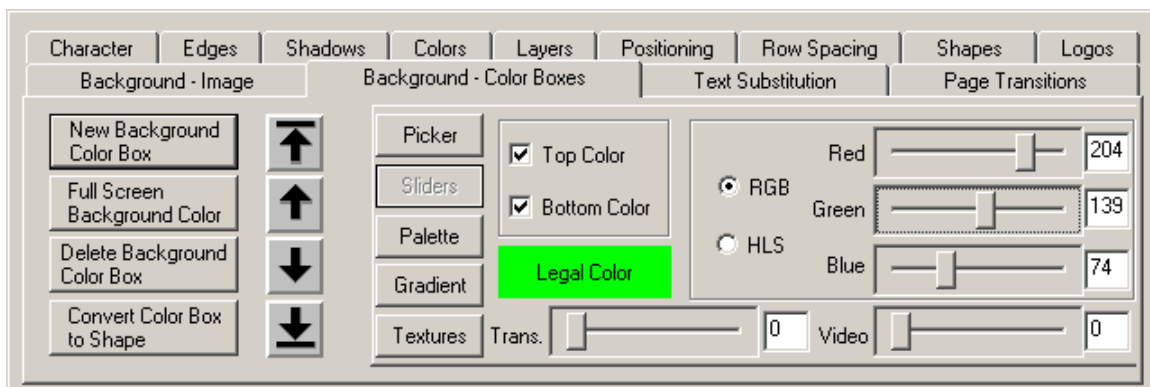 Character Edges Shadows Colors Layers Positioning Row Spacing Shapes Logos
Background - Image Background - Color Boxes Text Substitution Page Transitions
New Background
Color Box
Full Screen
Background Color
Delete Background
Color Box
Convert Color Box
to Shape
Picker
Sliders
Palette
Gradient
Textures
Top Color
Bottom Color
Legal Color
RGB
HLS
Red 204
Green 139
Blue 74
Trans. 0
Video 0